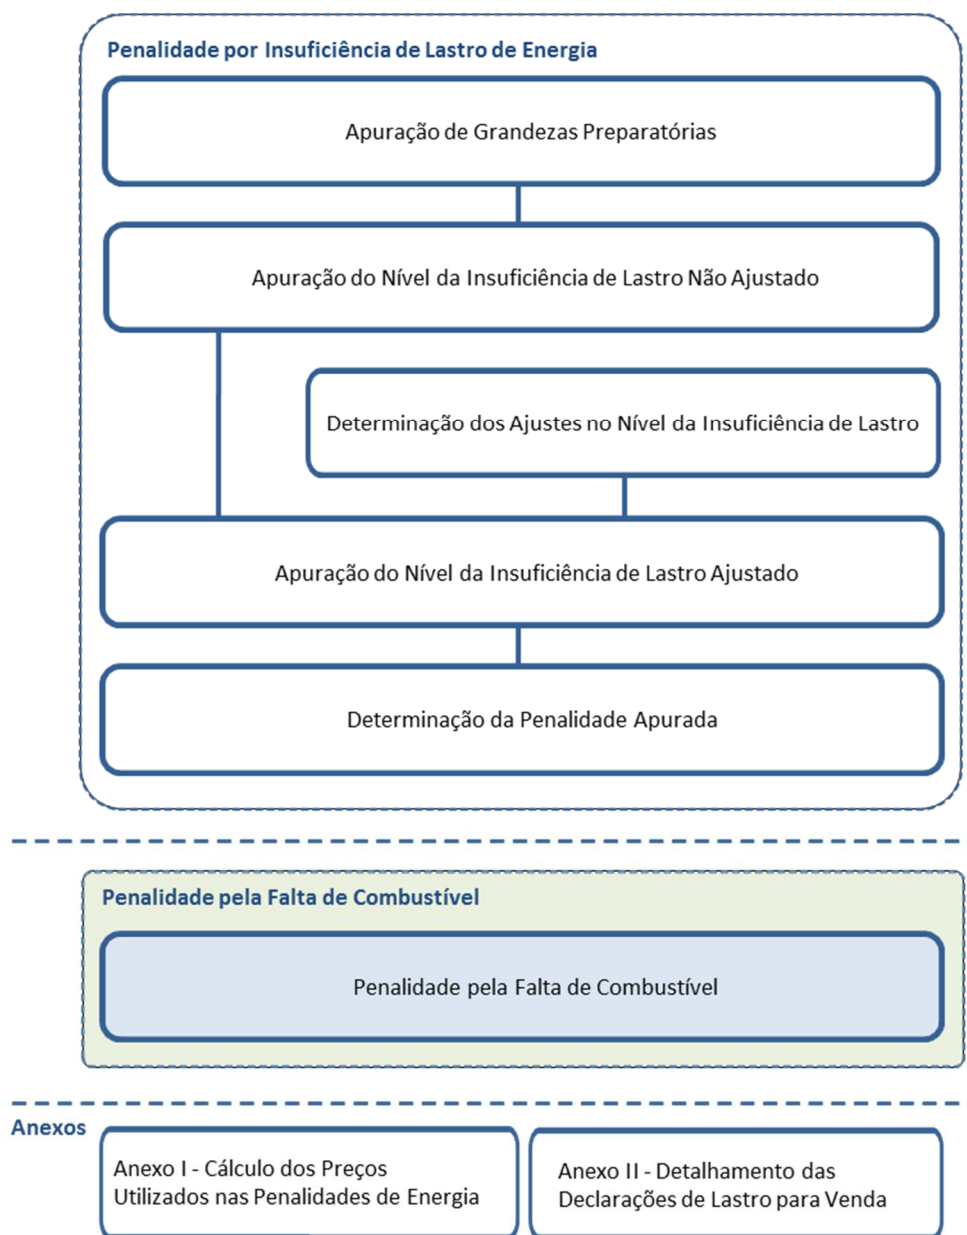 Penalidade por Insuficiência de Lastro de Energia
Apuração de Grandezas Preparatórias
Apuração do Nível da Insuficiência de Lastro Não Ajustado
Determinação dos Ajustes no Nível da Insuficiência de Lastro
Apuração do Nível da Insuficiência de Lastro Ajustado
Determinação da Penalidade Apurada
Penalidade pela Falta de Combustível
Penalidade pela Falta de Combustível
Anexos
Anexo I - Cálculo dos Preços
Utilizados nas Penalidades de Energia
Anexo II - Detalhamento das
Declarações de Lastro para Venda